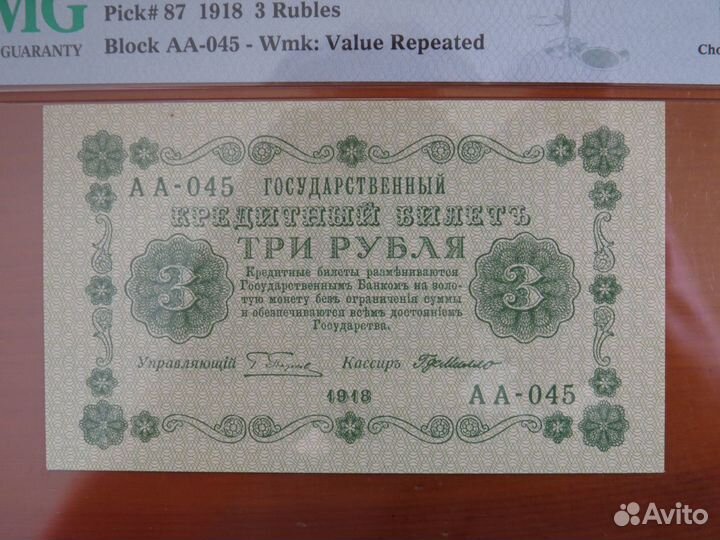 MG
GUARANTY
Pick# 87 1918 3 Rubles
Block AA-045 - Wmk: Value Repeated
Cho
АА-045 ГОСУДАРСТВЕННЫЙ
КРЕДИТНЫЙ БИЛЕТЪ
ТРИ РУБЛЯ
3
3
Кредитные билеты размѣниваются
Государственнымъ Банкомъ на золо-
тую монету безъ ограниченія суммы
и обезпечиваются всѣмъ достояніемъ
Государства.
Управляющій
Кассиръ
1918
АА-045
Avito